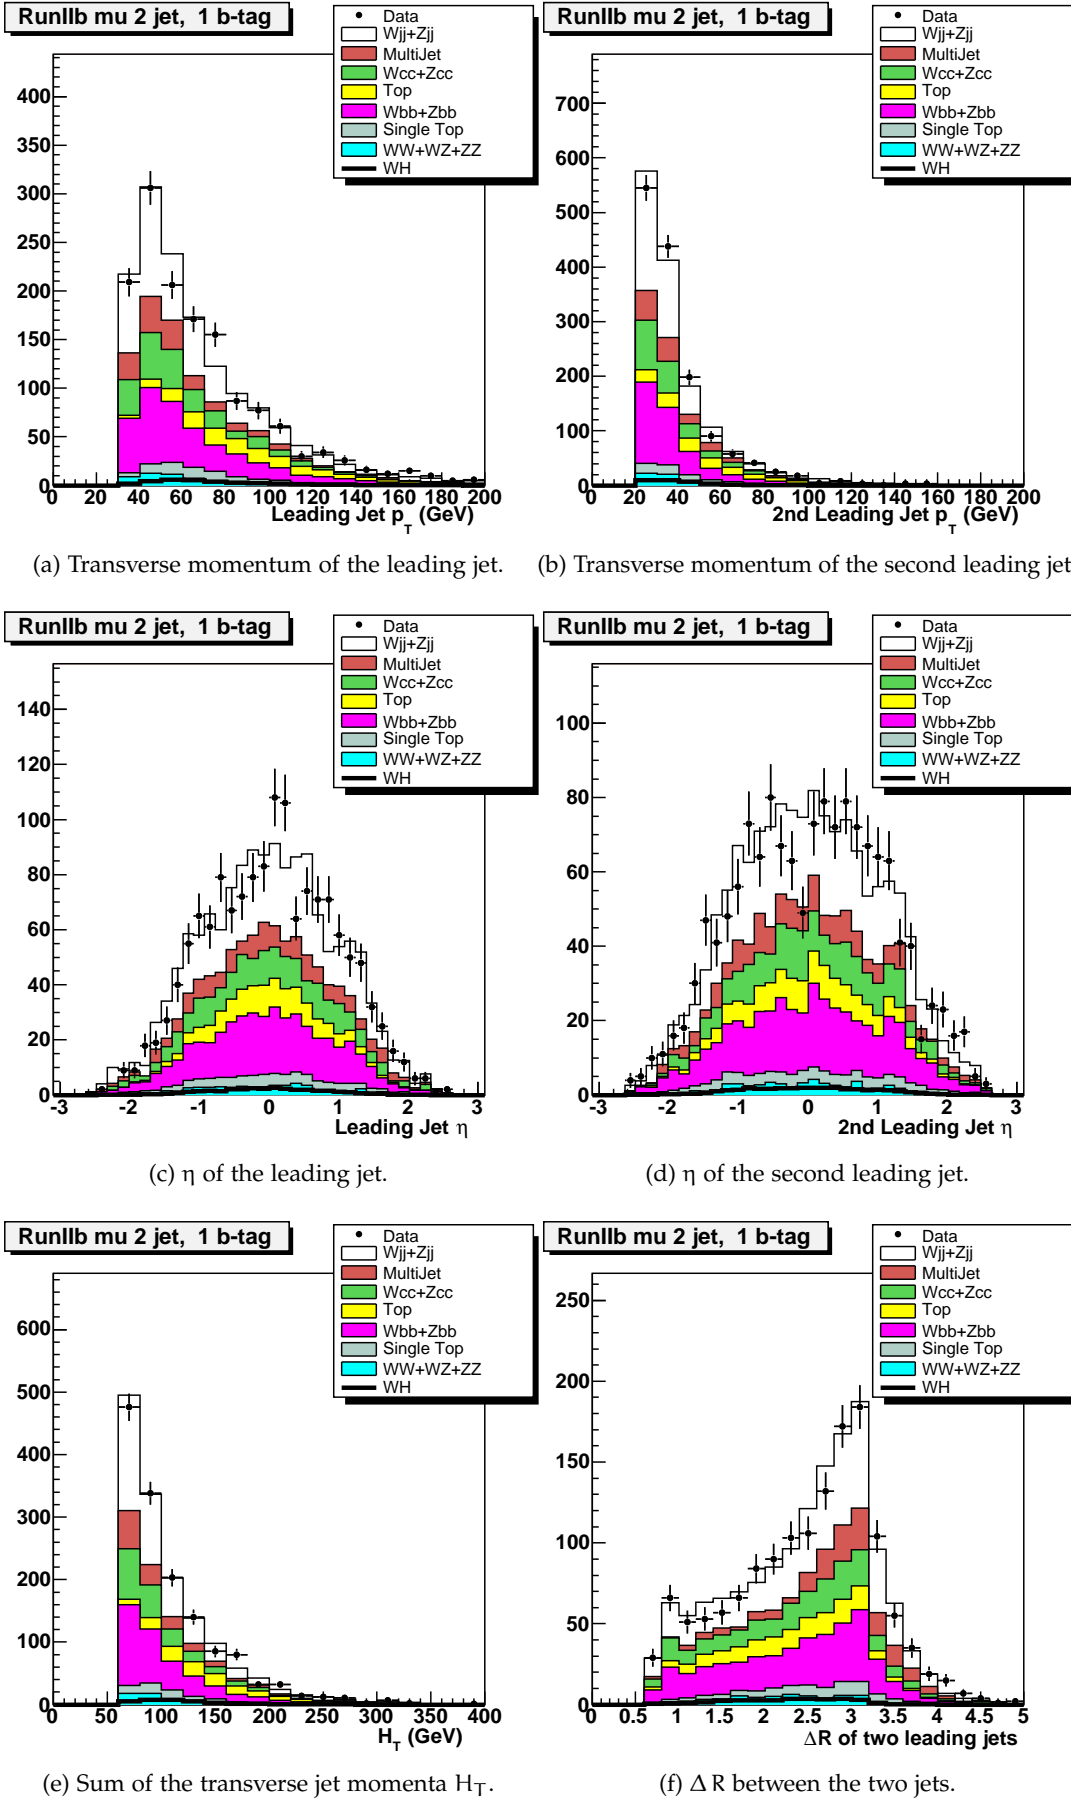 RunIIb mu 2 jet, 1 b-tag
Data
Wjj+Zjj
MultiJet
Wcc+Zcc
Top
Wbb+Zbb
Single Top
WW+WZ+ZZ
WH
400
350
300
250
200
150
100
50
0
0 20 40 60 80 100 120 140 160 180 200
Leading Jet p_T (GeV)
(a) Transverse momentum of the leading jet.
RunIIb mu 2 jet, 1 b-tag
Data
Wjj+Zjj
MultiJet
Wcc+Zcc
Top
Wbb+Zbb
Single Top
WW+WZ+ZZ
WH
700
600
500
400
300
200
100
0
0 20 40 60 80 100 120 140 160 180 200
2nd Leading Jet p_T (GeV)
(b) Transverse momentum of the second leading jet
RunIIb mu 2 jet, 1 b-tag
Data
Wjj+Zjj
MultiJet
Wcc+Zcc
Top
Wbb+Zbb
Single Top
WW+WZ+ZZ
WH
140
120
100
80
60
40
20
0
-3 -2 -1 0 1 2 3
Leading Jet η
(c) η of the leading jet.
RunIIb mu 2 jet, 1 b-tag
Data
Wjj+Zjj
MultiJet
Wcc+Zcc
Top
Wbb+Zbb
Single Top
WW+WZ+ZZ
WH
100
80
60
40
20
0
-3 -2 -1 0 1 2 3
2nd Leading Jet η
(d) η of the second leading jet.
RunIIb mu 2 jet, 1 b-tag
Data
Wjj+Zjj
MultiJet
Wcc+Zcc
Top
Wbb+Zbb
Single Top
WW+WZ+ZZ
WH
600
500
400
300
200
100
0
0 50 100 150 200 250 300 350 400
H_T (GeV)
(e) Sum of the transverse jet momenta H_T.
RunIIb mu 2 jet, 1 b-tag
Data
Wjj+Zjj
MultiJet
Wcc+Zcc
Top
Wbb+Zbb
Single Top
WW+WZ+ZZ
WH
250
200
150
100
50
0
0 0.5 1 1.5 2 2.5 3 3.5 4 4.5 5
ΔR of two leading jets
(f) ΔR between the two jets.